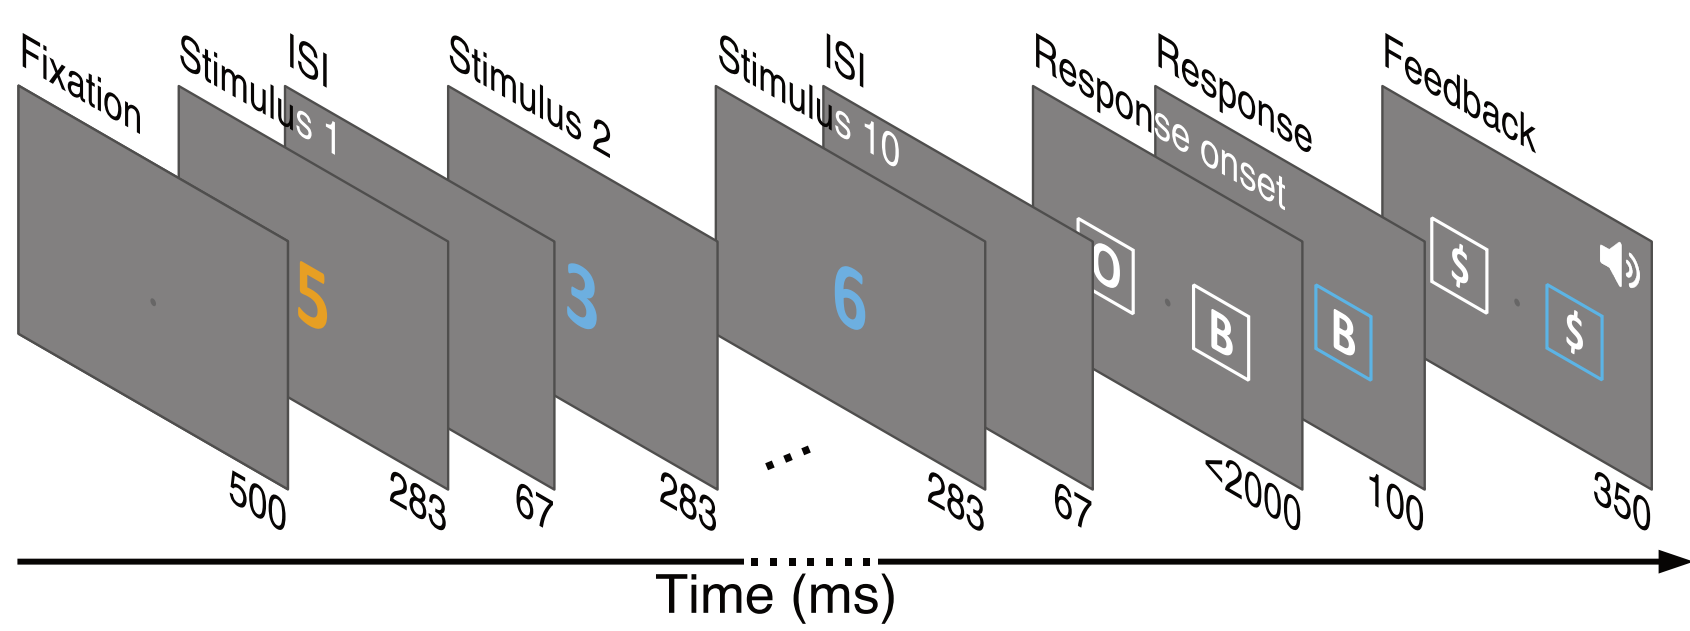 Fixation
Stimulus 1
ISI
Stimulus 2
Stimulus 10
ISI
Response onset
Response
Feedback
5
3
6
O
B
B
$
$
500
283
67
283
...
283
67
<2000
100
350
Time (ms)